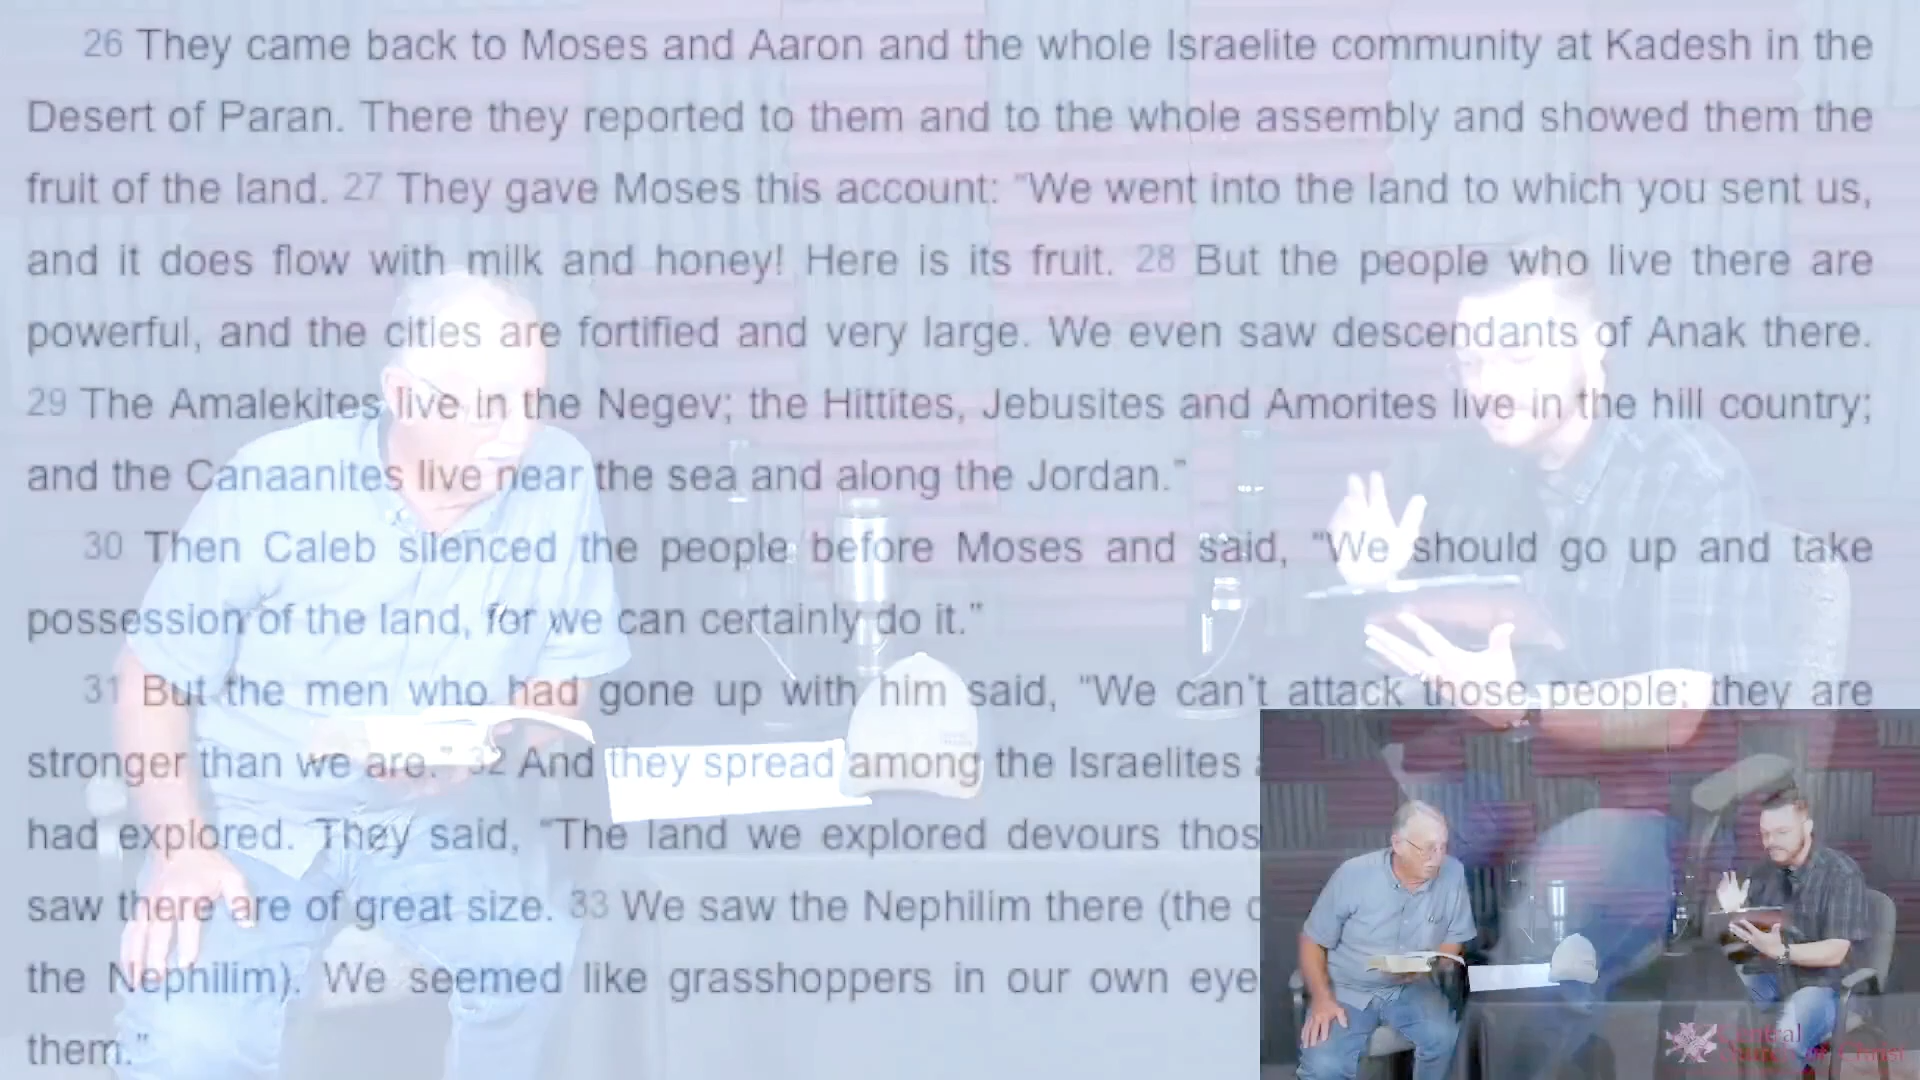 26 They came back to Moses and Aaron and the whole Israelite community at Kadesh in the
Desert of Paran. There they reported to them and to the whole assembly and showed them the
fruit of the land. 27 They gave Moses this account: “We went into the land to which you sent us,
and it does flow with milk and honey! Here is its fruit. 28 But the people who live there are
powerful, and the cities are fortified and very large. We even saw descendants of Anak there.
29 The Amalekites live in the Negev; the Hittites, Jebusites and Amorites live in the hill country;
and the Canaanites live near the sea and along the Jordan.”
30 Then Caleb silenced the people before Moses and said, “We should go up and take
possession of the land, for we can certainly do it.”
31 But the men who had gone up with him said, “We can’t attack those people; they are
stronger than we are.” 32 And they spread among the Israelites
had explored. They said, “The land we explored devours thos
saw there are of great size. 33 We saw the Nephilim there (the
the Nephilim). We seemed like grasshoppers in our own eye
them.”
Central
Church of Christ